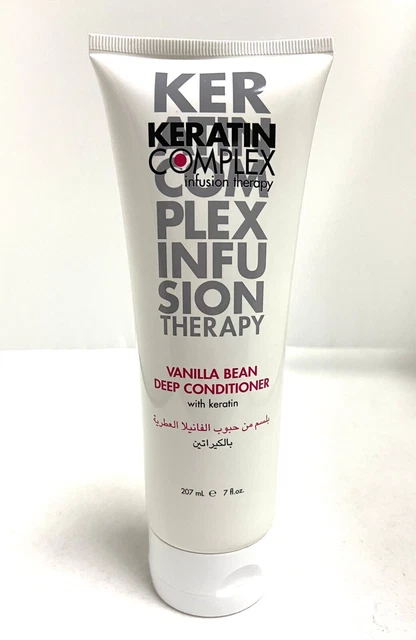 KER
ATIN
KERATIN
COMPLEX
COM
infusion therapy
PLEX
INFU
SION
THERAPY
VANILLA BEAN
DEEP CONDITIONER
with keratin
بلسم من حبوب الفانيلا العطرية
بالكيراتين
207 mL ℮ 7 fl.oz.